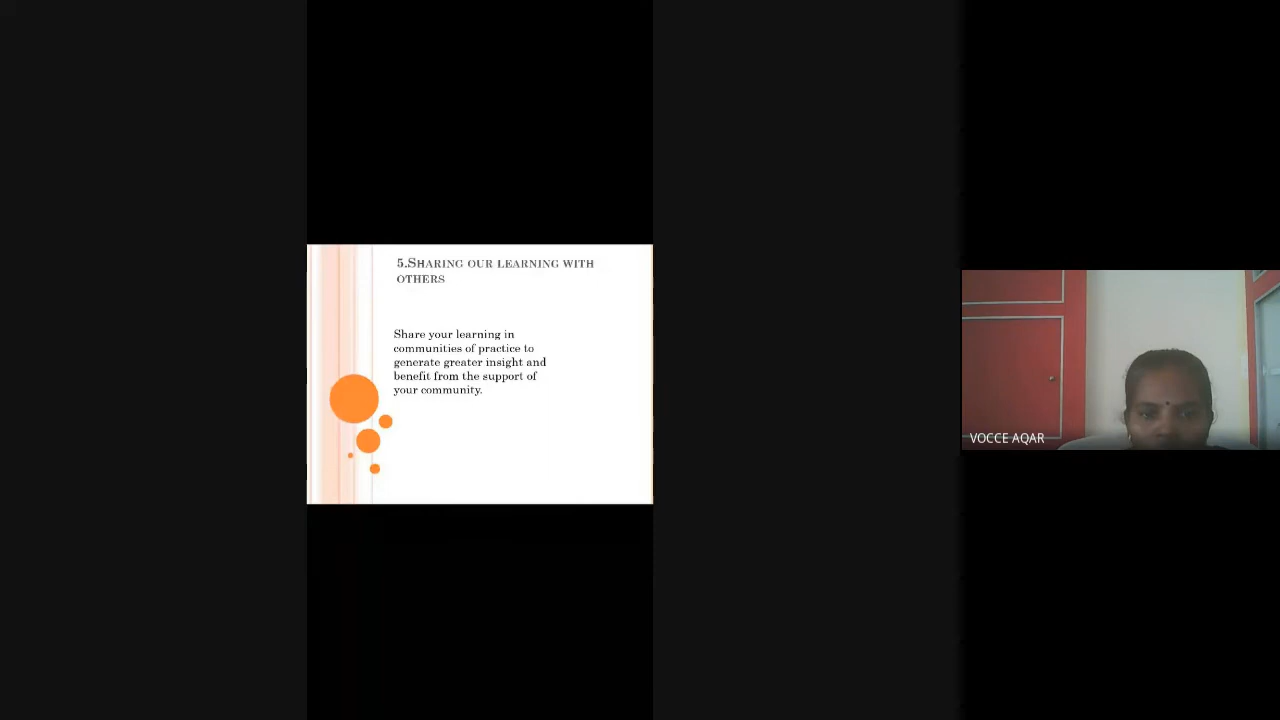 5.Sharing our learning with
others
Share your learning in
communities of practice to
generate greater insight and
benefit from the support of
your community.
VOCCE AQAR